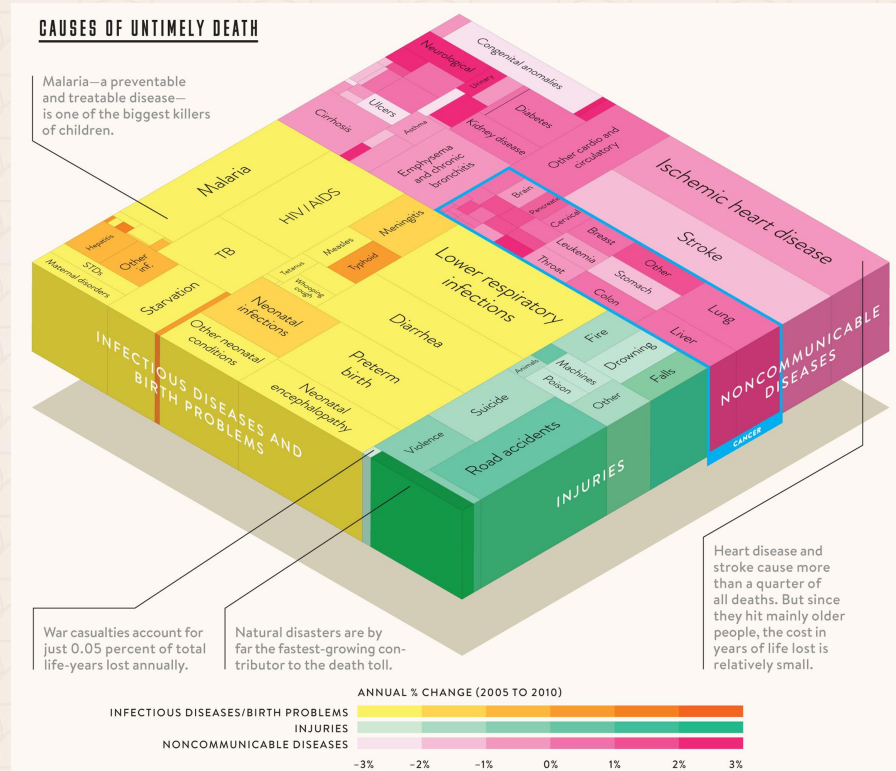 CAUSES OF UNTIMELY DEATH
Malaria—a preventable
and treatable disease—
is one of the biggest killers
of children.
Neurological
Congenital anomalies
Urinary
Ulcers
Cirrhosis
Asthma
Kidney disease
Diabetes
Other cardio and
circulatory
Emphysema
and chronic
bronchitis
Ischemic heart disease
Stroke
Brain
Pancreatic
Cervical
Breast
Leukemia
Other
Throat
Stomach
Colon
Lung
Liver
Malaria
HIV/AIDS
Meningitis
Measles
Typhoid
Tetanus
Whooping
cough
TB
Hepatitis
Other
inf.
STDs
Maternal disorders
Starvation
Lower respiratory
infections
Diarrhea
Neonatal
infections
Other neonatal
conditions
Preterm
birth
Neonatal
encephalopathy
Fire
Drowning
Animals
Machines
Poison
Falls
Other
Suicide
Violence
Road accidents
INFECTIOUS DISEASES AND
BIRTH PROBLEMS
INJURIES
CANCER
NONCOMMUNICABLE
DISEASES
War casualties account for
just 0.05 percent of total
life-years lost annually.
Natural disasters are by
far the fastest-growing con-
tributor to the death toll.
Heart disease and
stroke cause more
than a quarter of
all deaths. But since
they hit mainly older
people, the cost in
years of life lost is
relatively small.
ANNUAL % CHANGE (2005 TO 2010)
INFECTIOUS DISEASES/BIRTH PROBLEMS
INJURIES
NONCOMMUNICABLE DISEASES
–3% –2% –1% 0% 1% 2% 3%